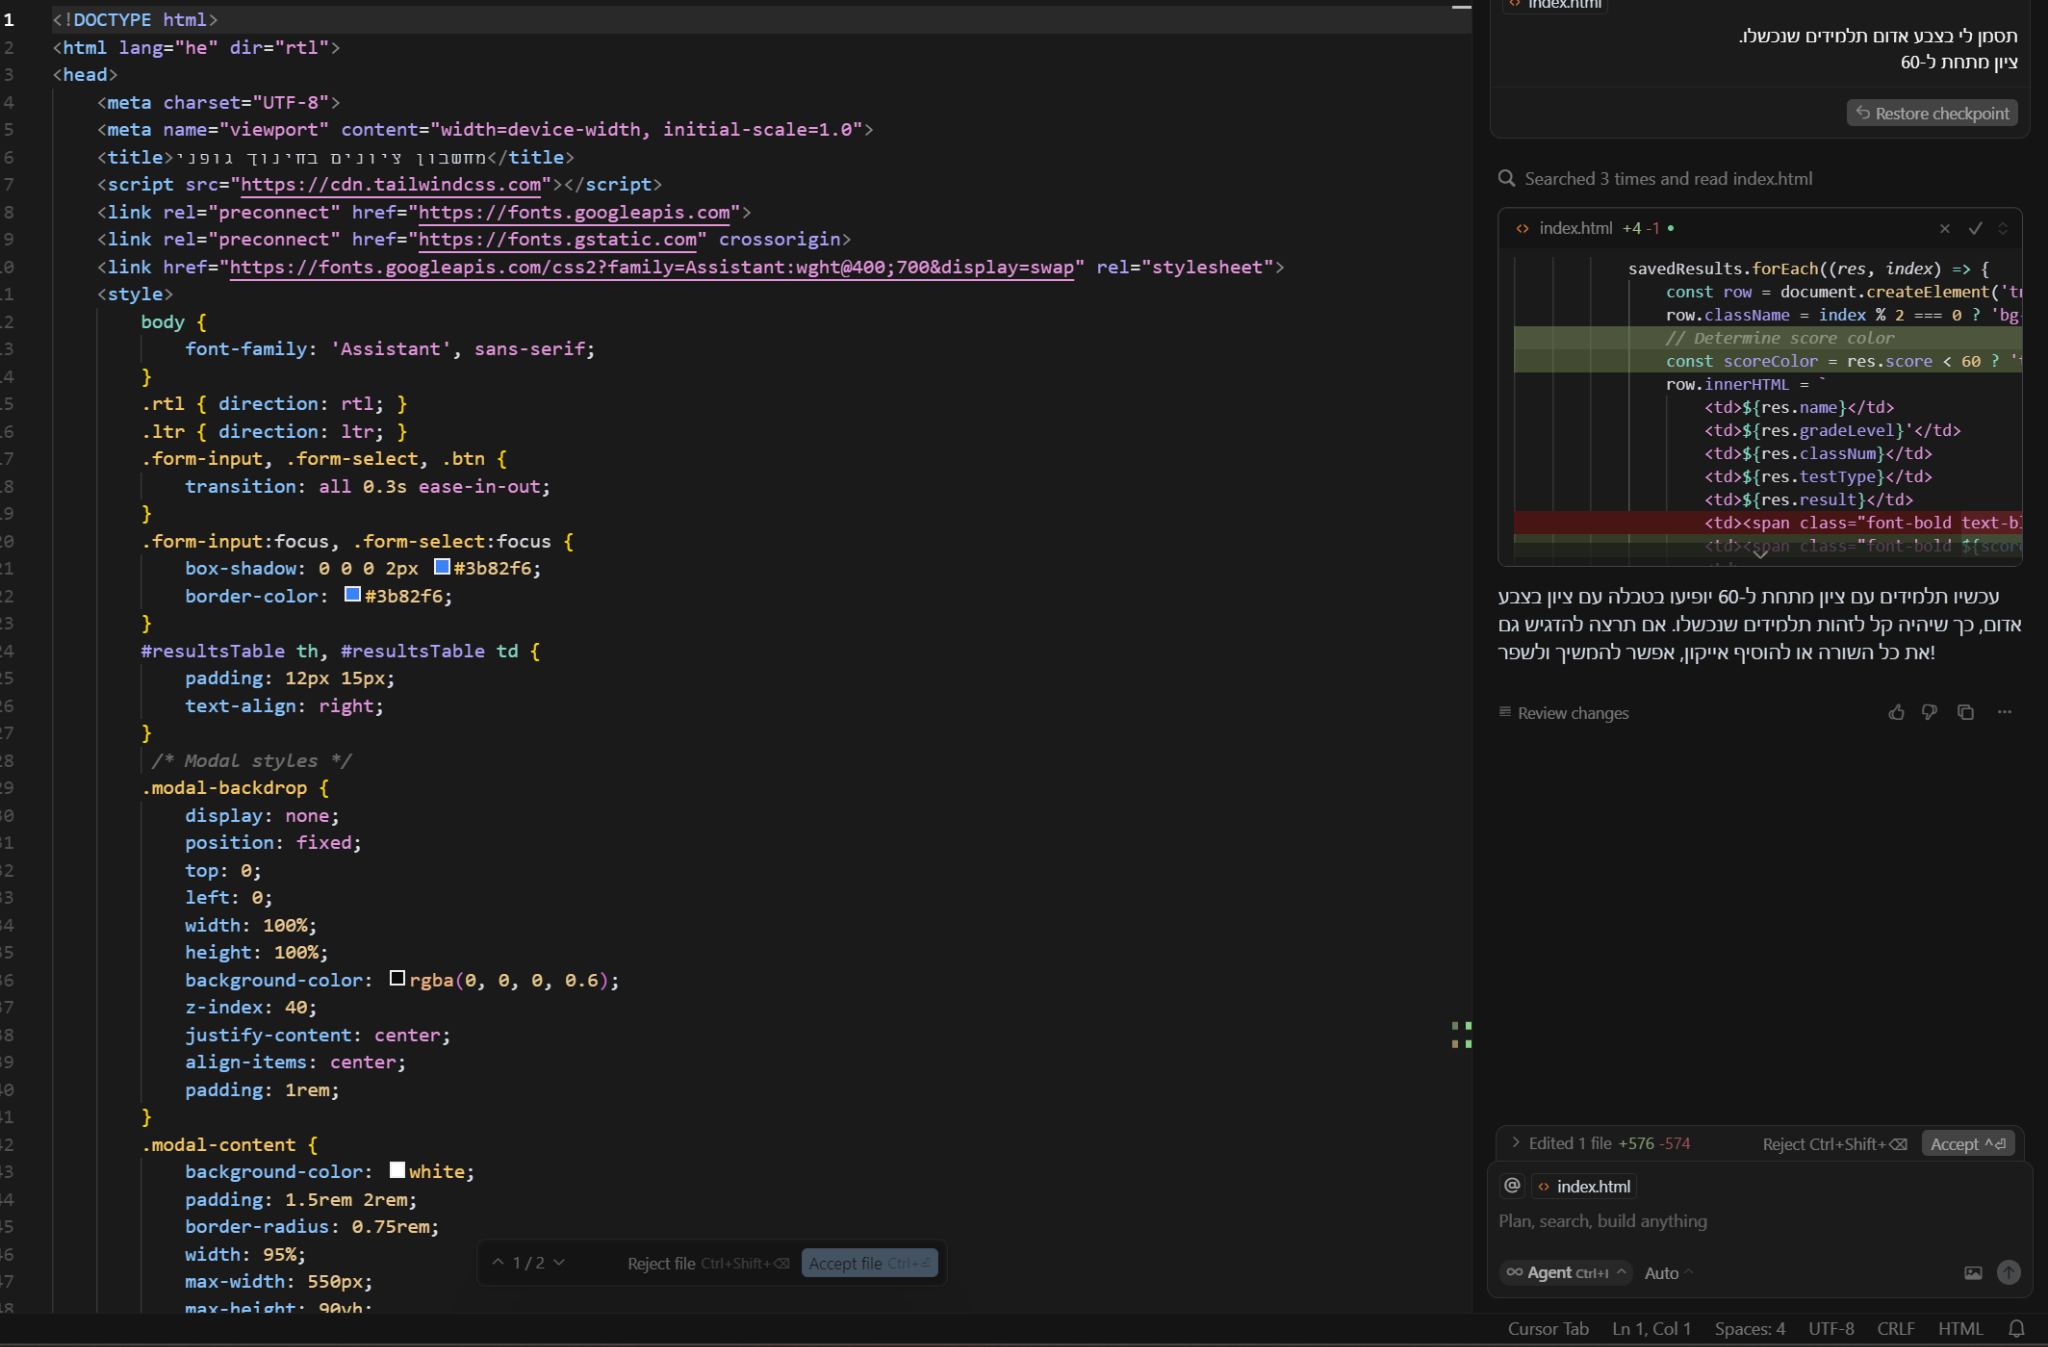 1 <!DOCTYPE html>
2 <html lang="he" dir="rtl">
3 <head>
4 <meta charset="UTF-8">
5 <meta name="viewport" content="width=device-width, initial-scale=1.0">
6 <title>מחשבון ציונים בחינוך גופני</title>
7 <script src="https://cdn.tailwindcss.com"></script>
8 <link rel="preconnect" href="https://fonts.googleapis.com">
9 <link rel="preconnect" href="https://fonts.gstatic.com" crossorigin>
10 <link href="https://fonts.googleapis.com/css2?family=Assistant:wght@400;700&display=swap" rel="stylesheet">
11 <style>
12 body {
13 font-family: 'Assistant', sans-serif;
14 }
15 .rtl { direction: rtl; }
16 .ltr { direction: ltr; }
17 .form-input, .form-select, .btn {
18 transition: all 0.3s ease-in-out;
19 }
20 .form-input:focus, .form-select:focus {
21 box-shadow: 0 0 0 2px #3b82f6;
22 border-color: #3b82f6;
23 }
24 #resultsTable th, #resultsTable td {
25 padding: 12px 15px;
26 text-align: right;
27 }
28 /* Modal styles */
29 .modal-backdrop {
30 display: none;
31 position: fixed;
32 top: 0;
33 left: 0;
34 width: 100%;
35 height: 100%;
36 background-color: rgba(0, 0, 0, 0.6);
37 z-index: 40;
38 justify-content: center;
39 align-items: center;
40 padding: 1rem;
41 }
42 .modal-content {
43 background-color: white;
44 padding: 1.5rem 2rem;
45 border-radius: 0.75rem;
46 width: 95%;
47 max-width: 550px;
48 max-height: 90vh;
1 / 2 Reject file Ctrl+Shift+⌫ Accept file Ctrl+⏎
index.html
תסמן לי בצבע אדום תלמידים שנכשלו.
ציון מתחת ל-60
Restore checkpoint
Searched 3 times and read index.html
index.html +4 -1
savedResults.forEach((res, index) => {
const row = document.createElement('tr
row.className = index % 2 === 0 ? 'bg-
// Determine score color
const scoreColor = res.score < 60 ? 't
row.innerHTML = `
<td>${res.name}</td>
<td>${res.gradeLevel}'</td>
<td>${res.classNum}</td>
<td>${res.testType}</td>
<td>${res.result}</td>
<td><span class="font-bold text-bl
<td><span class="font-bold ${score
עכשיו תלמידים עם ציון מתחת ל-60 יופיעו בטבלה עם ציון בצבע
אדום, כך שיהיה קל לזהות תלמידים שנכשלו. אם תרצה להדגיש גם
את כל השורה או להוסיף אייקון, אפשר להמשיך ולשפר!
Review changes
Edited 1 file +576 -574 Reject Ctrl+Shift+⌫ Accept ^⏎
@ index.html
Plan, search, build anything
∞ Agent Ctrl+I Auto
Cursor Tab Ln 1, Col 1 Spaces: 4 UTF-8 CRLF HTML